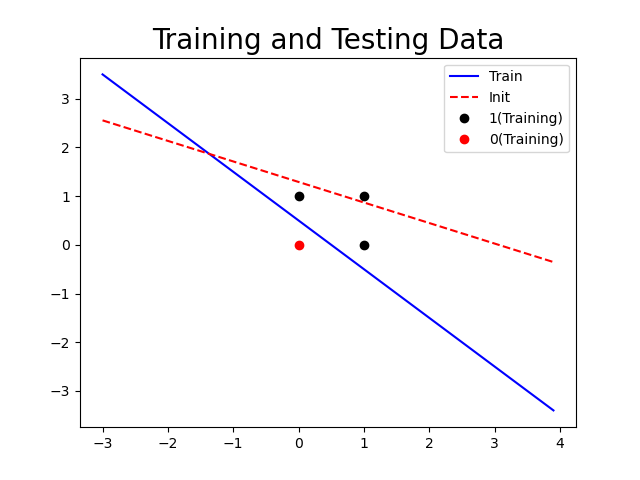 Training and Testing Data
Train
Init
1(Training)
0(Training)
3
2
1
0
−1
−2
−3
−3 −2 −1 0 1 2 3 4